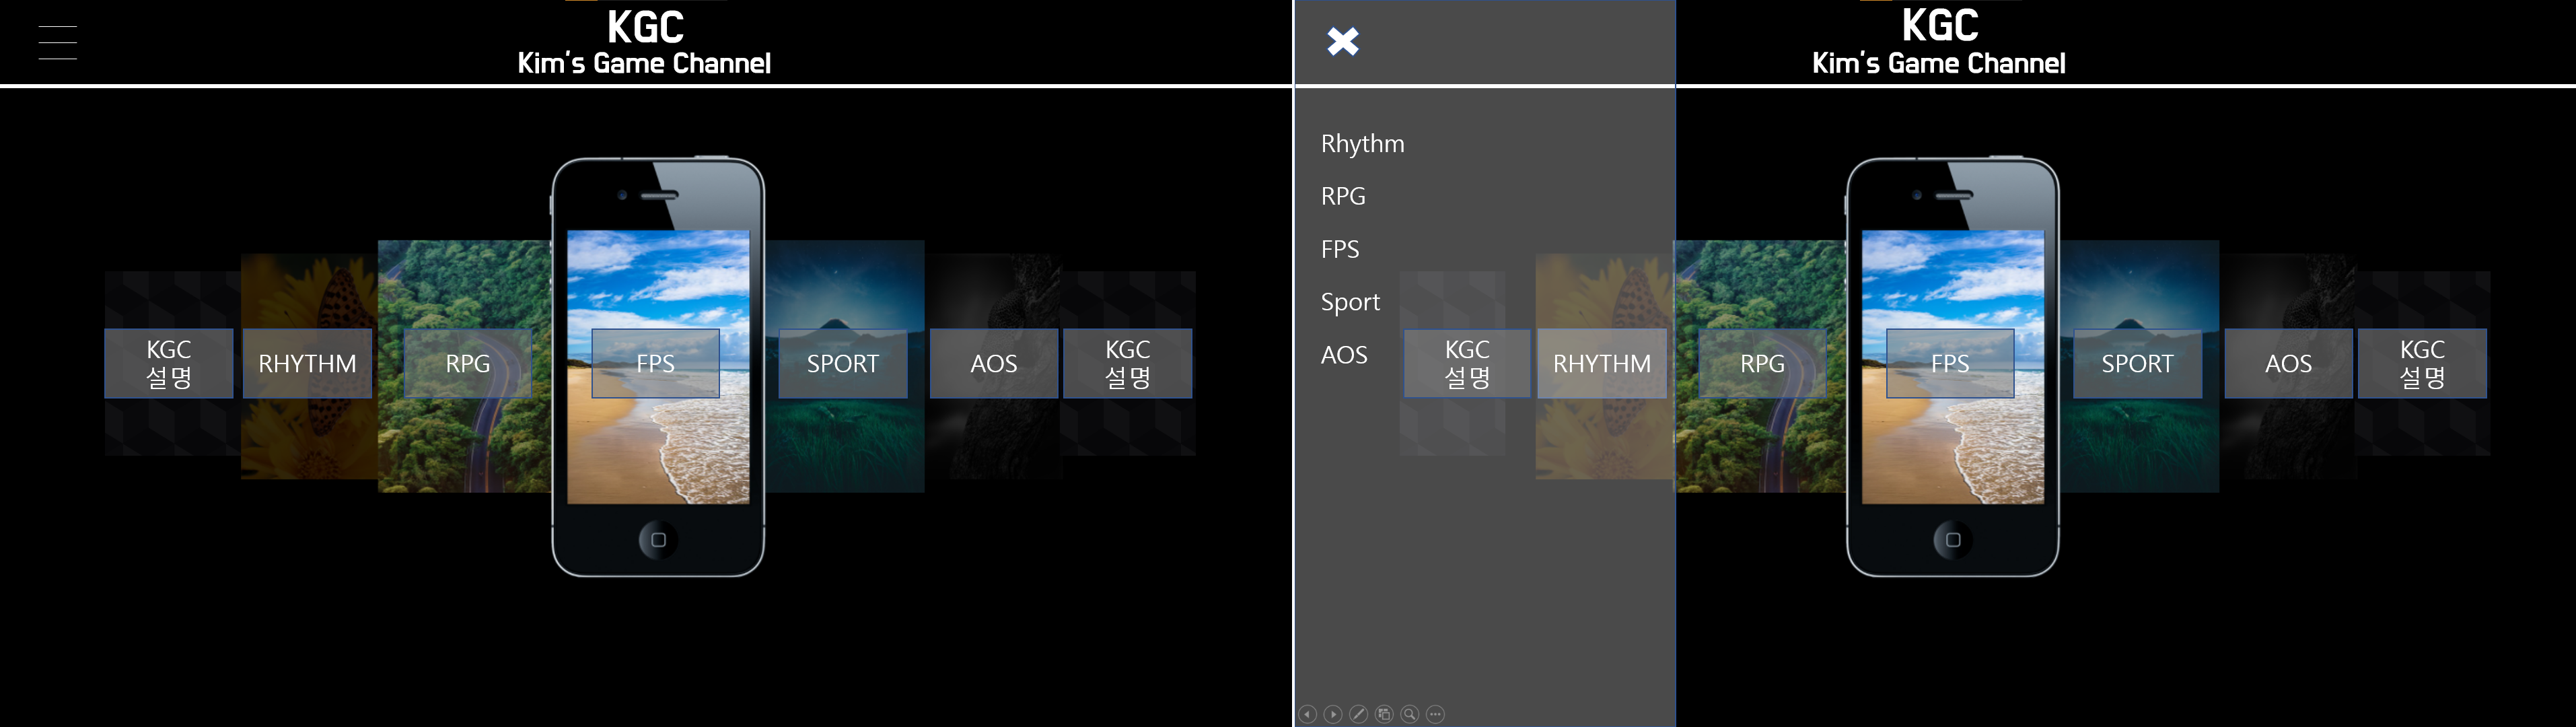 KGC
Kim's Game Channel
KGC
설명
RHYTHM
RPG
FPS
SPORT
AOS
KGC
설명
KGC
Kim's Game Channel
Rhythm
RPG
FPS
Sport
AOS
KGC
설명
RHYTHM
RPG
FPS
SPORT
AOS
KGC
설명